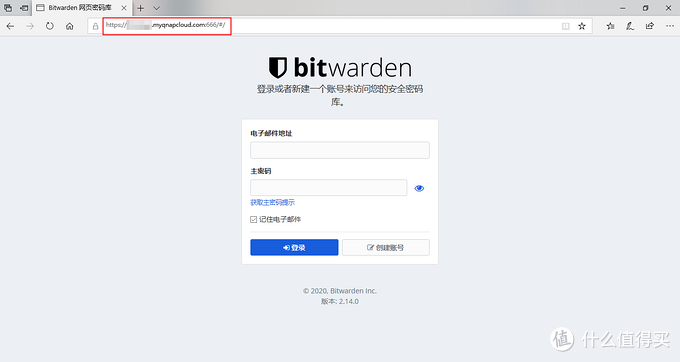 Bitwarden 网页密码库
https:// .myqnapcloud.com:666/#/
bitwarden
登录或者新建一个账号来访问您的安全密码
库。
电子邮件地址
主密码
获取主密码提示
记住电子邮件
登录
创建账号
© 2020, Bitwarden Inc.
版本: 2.14.0
值 什么值得买